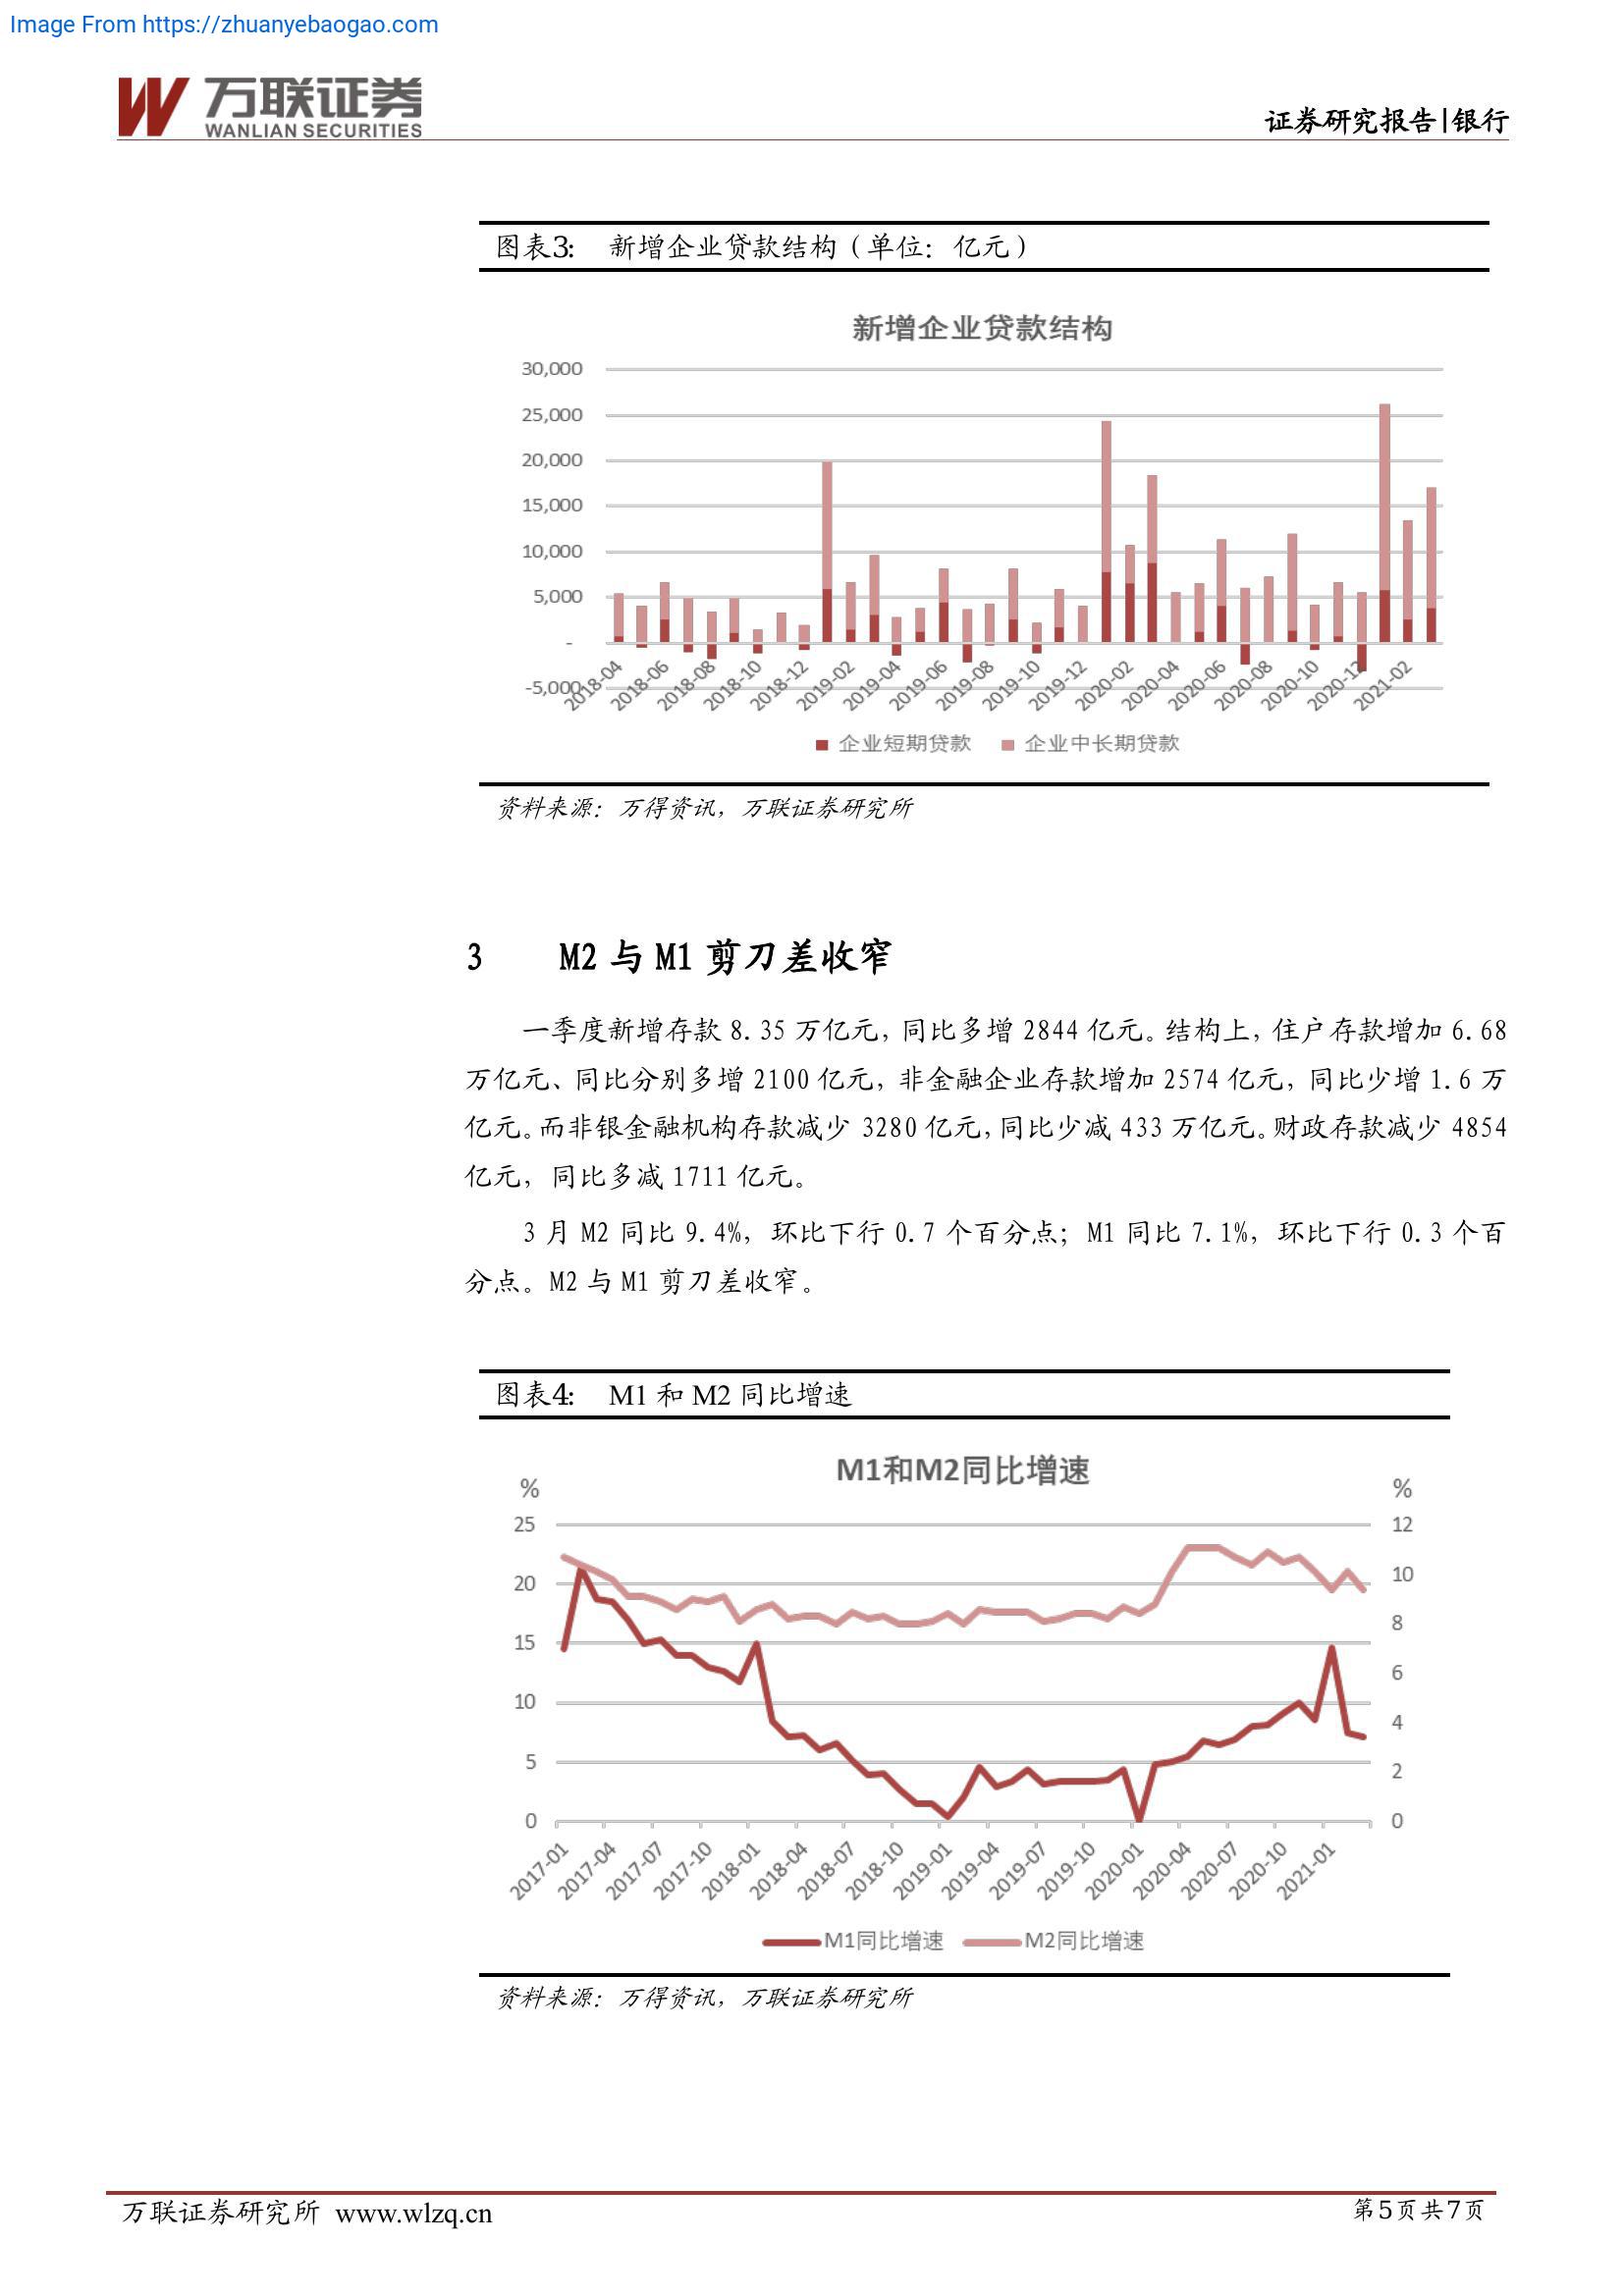 Image From https://zhuanyebaogao.com
万联证券
WANLIAN SECURITIES
证券研究报告|银行
图表3: 新增企业贷款结构（单位：亿元）
新增企业贷款结构
30,000
25,000
20,000
15,000
10,000
5,000
-
-5,000
2018-04 2018-06 2018-08 2018-10 2018-12 2019-02 2019-04 2019-06 2019-08 2019-10 2019-12 2020-02 2020-04 2020-06 2020-08 2020-10 2020-12 2021-02
企业短期贷款 企业中长期贷款
资料来源：万得资讯，万联证券研究所
3 M2 与 M1 剪刀差收窄
一季度新增存款 8.35 万亿元，同比多增 2844 亿元。结构上，住户存款增加 6.68
万亿元、同比分别多增 2100 亿元，非金融企业存款增加 2574 亿元，同比少增 1.6 万
亿元。而非银金融机构存款减少 3280 亿元，同比少减 433 万亿元。财政存款减少 4854
亿元，同比多减 1711 亿元。
3 月 M2 同比 9.4%，环比下行 0.7 个百分点；M1 同比 7.1%，环比下行 0.3 个百
分点。M2 与 M1 剪刀差收窄。
图表4: M1 和 M2 同比增速
M1和M2同比增速
% %
25 12
20 10
15 8
10 6
5 4
0 2
0
2017-01 2017-04 2017-07 2017-10 2018-01 2018-04 2018-07 2018-10 2019-01 2019-04 2019-07 2019-10 2020-01 2020-04 2020-07 2020-10 2021-01
M1同比增速 M2同比增速
资料来源：万得资讯，万联证券研究所
万联证券研究所 www.wlzq.cn 第5页共7页